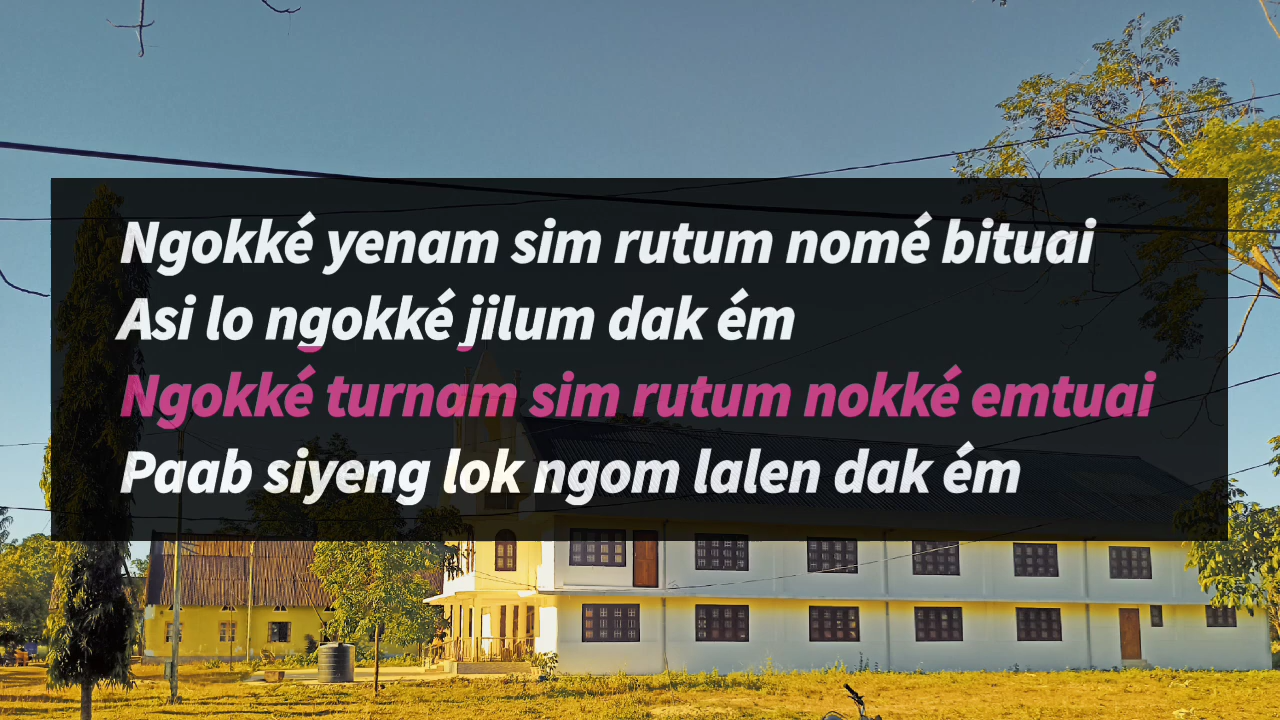 Ngokké yenam sim rutum nomé bituai
Asi lo ngokké jilum dak ém
Ngokké turnam sim rutum nokké emtuai
Paab siyeng lok ngom lalen dak ém